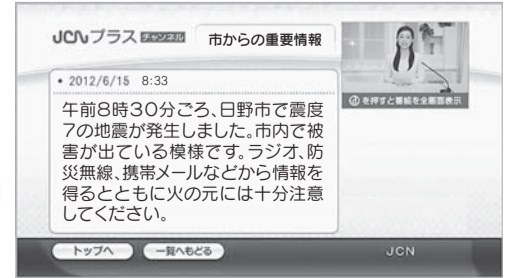 JCNプラス チャンネル
市からの重要情報
• 2012/6/15 8:33
午前8時30分ごろ、日野市で震度
7の地震が発生しました。市内で被
害が出ている模様です。ラジオ、防
災無線、携帯メールなどから情報を
得るとともに火の元には十分注意
してください。
ⓓを押すと番組を全画面表示
トップへ
一覧へもどる
JCN